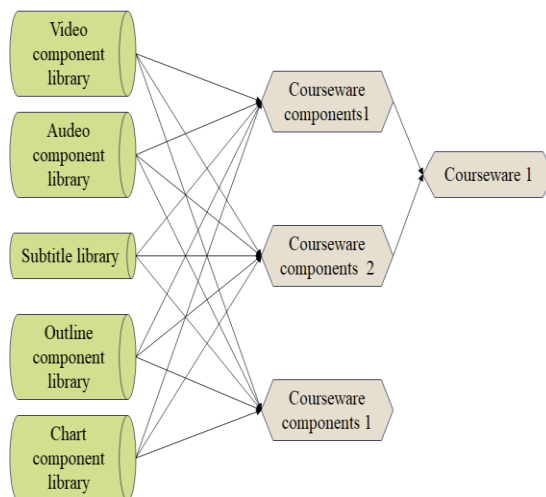 Video
component
library
Audeo
component
library
Subtitle library
Outline
component
library
Chart
component
library
Courseware
components1
Courseware
components 2
Courseware
components 1
Courseware 1